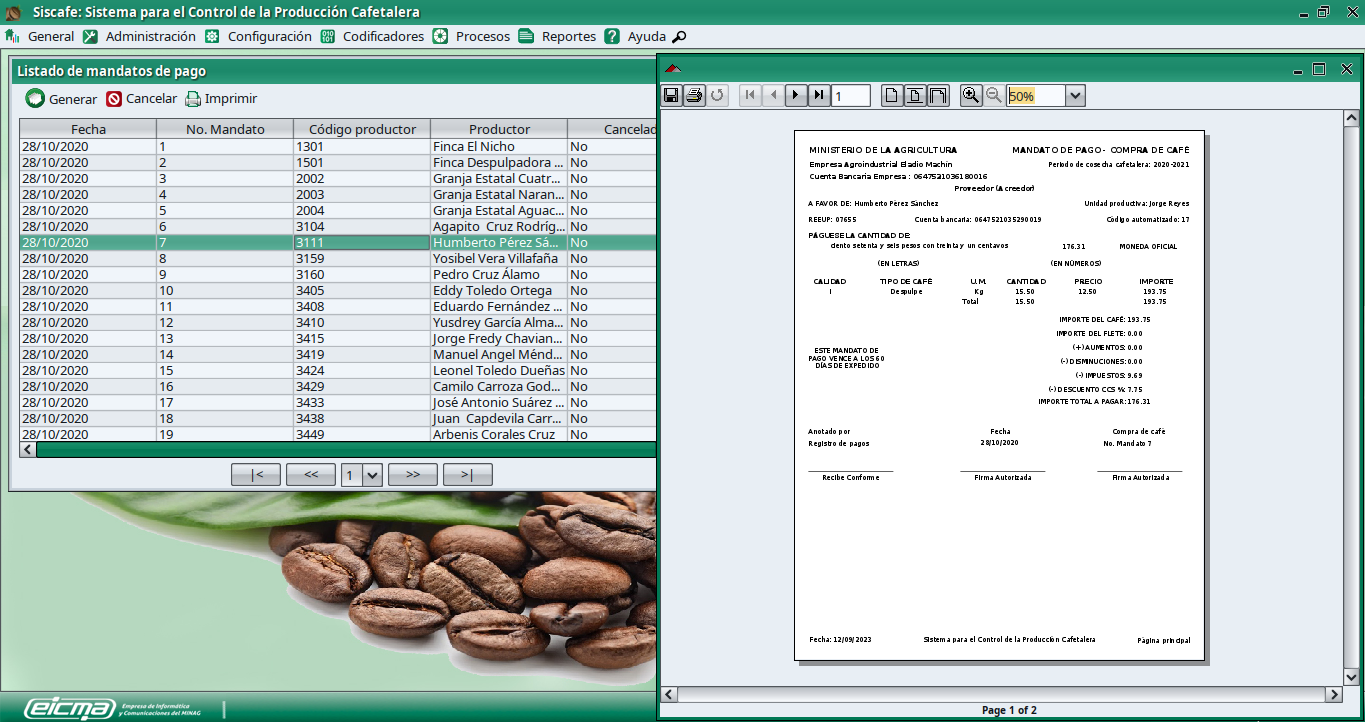 Siscafe: Sistema para el Control de la Producción Cafetalera
General Administración Configuración Codificadores Procesos Reportes Ayuda
Listado de mandatos de pago
Generar Cancelar Imprimir
Fecha No. Mandato Código productor Productor Cancelad
28/10/2020 1 1301 Finca El Nicho No
28/10/2020 2 1501 Finca Despulpadora ... No
28/10/2020 3 2002 Granja Estatal Cuatr... No
28/10/2020 4 2003 Granja Estatal Naran... No
28/10/2020 5 2004 Granja Estatal Aguac... No
28/10/2020 6 3104 Agapito Cruz Rodríg... No
28/10/2020 7 3111 Humberto Pérez Sá... No
28/10/2020 8 3159 Yosibel Vera Villafaña No
28/10/2020 9 3160 Pedro Cruz Álamo No
28/10/2020 10 3405 Eddy Toledo Ortega No
28/10/2020 11 3408 Eduardo Fernández ... No
28/10/2020 12 3410 Yusdrey García Alma... No
28/10/2020 13 3415 Jorge Fredy Chavian... No
28/10/2020 14 3419 Manuel Angel Ménd... No
28/10/2020 15 3424 Leonel Toledo Dueñas No
28/10/2020 16 3429 Camilo Carroza God... No
28/10/2020 17 3433 José Antonio Suárez ... No
28/10/2020 18 3438 Juan Capdevila Carr... No
28/10/2020 19 3449 Arbenis Corales Cruz No
|< << 1 >> >|
1 50%
MINISTERIO DE LA AGRICULTURA MANDATO DE PAGO - COMPRA DE CAFÉ
Empresa Agroindustrial Eladio Machín Período de cosecha cafetalera: 2020-2021
Cuenta Bancaria Empresa : 0647521036180016
Proveedor (Acreedor)
A FAVOR DE: Humberto Pérez Sánchez Unidad productiva: Jorge Reyes
REEUP: 07655 Cuenta bancaria: 0647521035290019 Código automatizado: 17
PÁGUESE LA CANTIDAD DE:
ciento setenta y seis pesos con treinta y un centavos 176.31 MONEDA OFICIAL
(EN LETRAS) (EN NÚMEROS)
CALIDAD TIPO DE CAFÉ U.M. CANTIDAD PRECIO IMPORTE
I Despulpe Kg 15.50 12.50 193.75
Total 15.50 193.75
IMPORTE DEL CAFÉ: 193.75
IMPORTE DEL FLETE: 0.00
(+) AUMENTOS: 0.00
(-) DISMINUCIONES: 0.00
(-) IMPUESTOS: 9.69
(-) DESCUENTO CCS %: 7.75
IMPORTE TOTAL A PAGAR: 176.31
ESTE MANDATO DE
PAGO VENCE A LOS 60
DÍAS DE EXPEDIDO
Anotado por Fecha Compra de café
Registro de pagos 28/10/2020 No. Mandato 7
Recibe Conforme Firma Autorizada Firma Autorizada
Fecha: 12/09/2023 Sistema para el Control de la Producción Cafetalera Página principal
Page 1 of 2
eicma Empresa de Informática
y Comunicaciones del MINAG